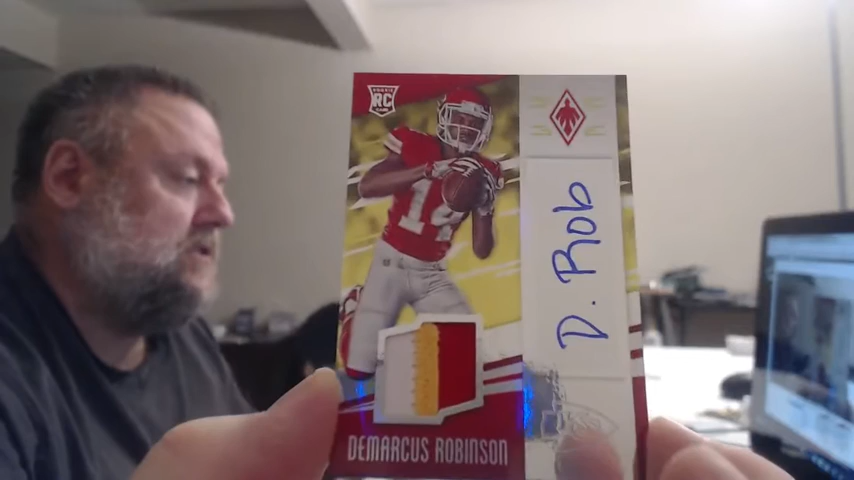 ROOKIE
RC
CARD
14
D. Rob
DEMARCUS ROBINSON